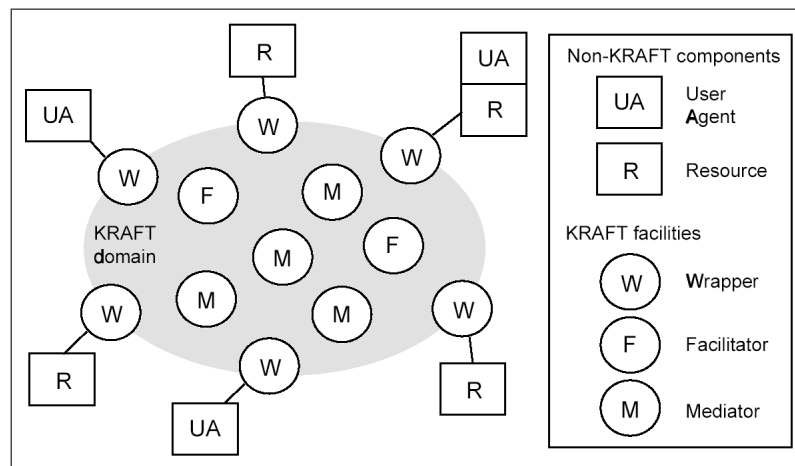 R
UA
R
UA
W
W
W
F
M
KRAFT
domain
M
F
M
M
W
W
W
R
UA
R
Non-KRAFT components
UA
User
Agent
R
Resource
KRAFT facilities
W
Wrapper
F
Facilitator
M
Mediator